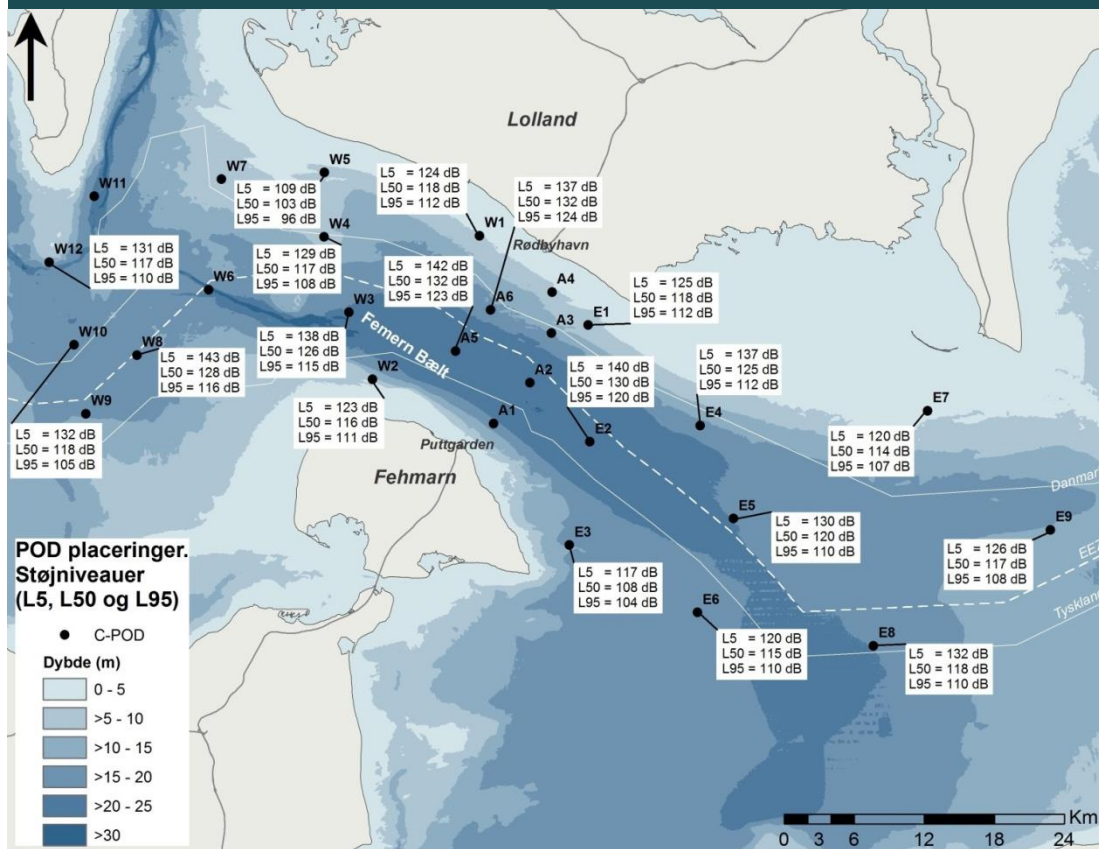 Lolland
W7
W5
W11
L5 = 109 dB
L50 = 103 dB
L95 = 96 dB
L5 = 124 dB
L50 = 118 dB
L95 = 112 dB
L5 = 137 dB
L50 = 132 dB
L95 = 124 dB
W4
W1
Rødbyhavn
W12
L5 = 131 dB
L50 = 117 dB
L95 = 110 dB
L5 = 129 dB
L50 = 117 dB
L95 = 108 dB
L5 = 142 dB
L50 = 132 dB
L95 = 123 dB
W6
A4
W3
A6
E1
L5 = 125 dB
L50 = 118 dB
L95 = 112 dB
A3
W10
W8
L5 = 138 dB
L50 = 126 dB
L95 = 115 dB
Femern Bælt
A5
L5 = 143 dB
L50 = 128 dB
L95 = 116 dB
W2
A2
L5 = 140 dB
L50 = 130 dB
L95 = 120 dB
L5 = 137 dB
L50 = 125 dB
L95 = 112 dB
W9
L5 = 123 dB
L50 = 116 dB
L95 = 111 dB
A1
E4
E7
L5 = 132 dB
L50 = 118 dB
L95 = 105 dB
Puttgarden
E2
L5 = 120 dB
L50 = 114 dB
L95 = 107 dB
Fehmarn
Danmark
E5
E9
L5 = 130 dB
L50 = 120 dB
L95 = 110 dB
E3
L5 = 126 dB
L50 = 117 dB
L95 = 108 dB
EEZ
L5 = 117 dB
L50 = 108 dB
L95 = 104 dB
Tyskland
E6
L5 = 120 dB
L50 = 115 dB
L95 = 110 dB
E8
L5 = 132 dB
L50 = 118 dB
L95 = 110 dB
POD placeringer.
Støjniveauer
(L5, L50 og L95)
C-POD
Dybde (m)
0 - 5
>5 - 10
>10 - 15
>15 - 20
>20 - 25
>30
Km
0 3 6 12 18 24